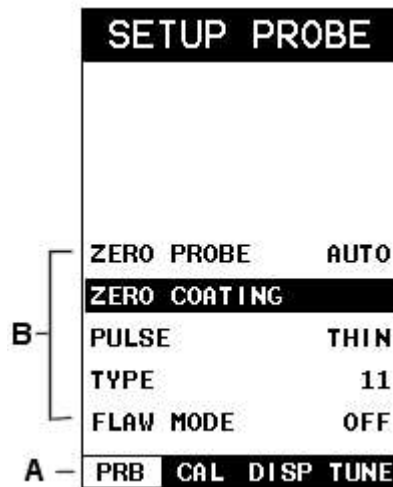 SETUP PROBE
ZERO PROBE AUTO
ZERO COATING
B
PULSE THIN
TYPE 11
FLAW MODE OFF
A PRB CAL DISP TUNE